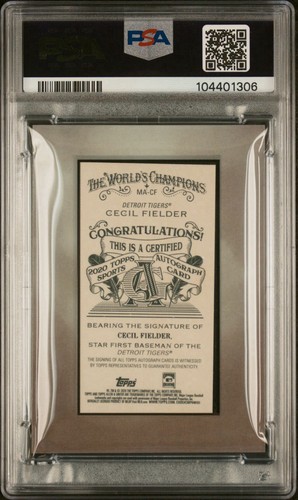 PSA
104401306
THE WORLD'S CHAMPIONS
MA-CF
DETROIT TIGERS®
CECIL FIELDER
CONGRATULATIONS!
THIS IS A CERTIFIED
2020 TOPPS SPORTS
AUTOGRAPH CARD
AG
BEARING THE SIGNATURE OF
CECIL FIELDER,
STAR FIRST BASEMAN OF THE
DETROIT TIGERS®
THE SIGNING OF ALL TOPPS AUTOGRAPH CARDS IS WITNESSED
BY TOPPS REPRESENTATIVES TO GUARANTEE AUTHENTICITY.
Topps